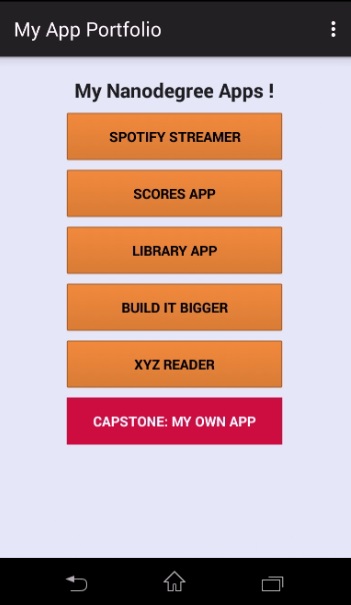 My App Portfolio
My Nanodegree Apps !
SPOTIFY STREAMER
SCORES APP
LIBRARY APP
BUILD IT BIGGER
XYZ READER
CAPSTONE: MY OWN APP